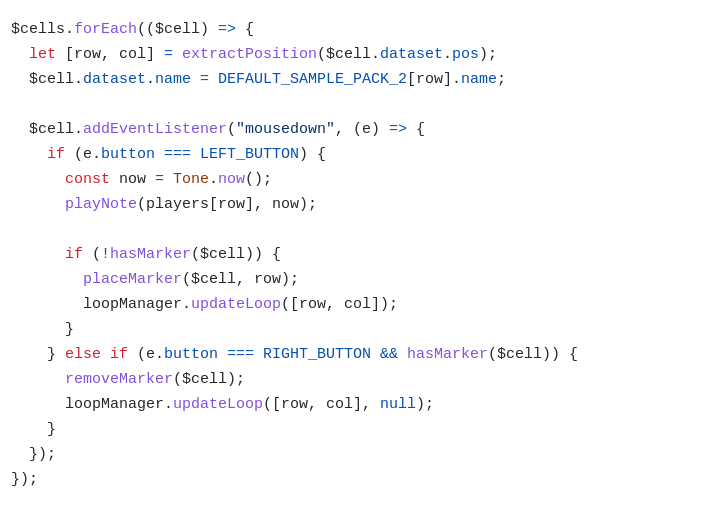 $cells.forEach(($cell) => {
  let [row, col] = extractPosition($cell.dataset.pos);
  $cell.dataset.name = DEFAULT_SAMPLE_PACK_2[row].name;

  $cell.addEventListener("mousedown", (e) => {
    if (e.button === LEFT_BUTTON) {
      const now = Tone.now();
      playNote(players[row], now);

      if (!hasMarker($cell)) {
        placeMarker($cell, row);
        loopManager.updateLoop([row, col]);
      }
    } else if (e.button === RIGHT_BUTTON && hasMarker($cell)) {
      removeMarker($cell);
      loopManager.updateLoop([row, col], null);
    }
  });
});